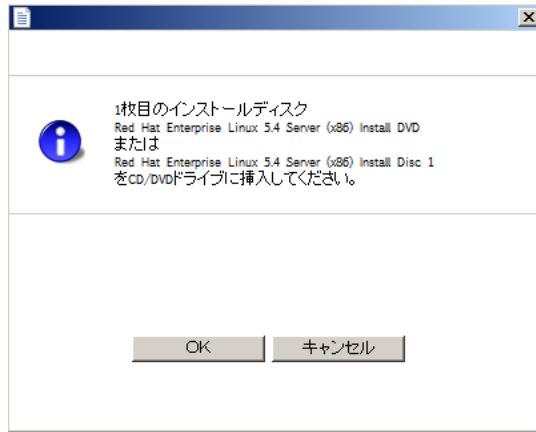 1枚目のインストールディスク
Red Hat Enterprise Linux 5.4 Server (x86) Install DVD
または
Red Hat Enterprise Linux 5.4 Server (x86) Install Disc 1
をCD/DVDドライブに挿入してください。
OK
キャンセル